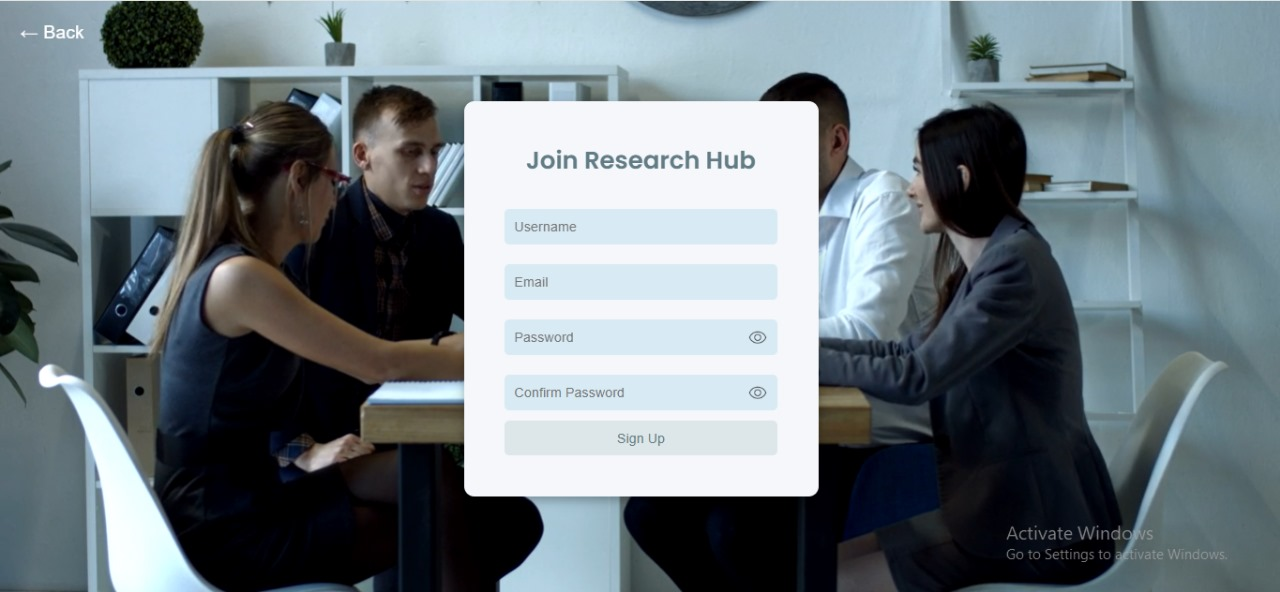 ← Back
Join Research Hub
Username
Email
Password
Confirm Password
Sign Up
Activate Windows
Go to Settings to activate Windows.